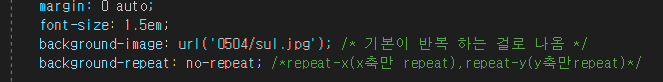 margin: 0 auto;
font-size: 1.5em;
background-image: url('0504/sul.jpg'); /* 기본이 반복 하는 걸로 나옴 */
background-repeat: no-repeat; /*repeat-x(x축만 repeat),repeat-y(y축만repeat)*/